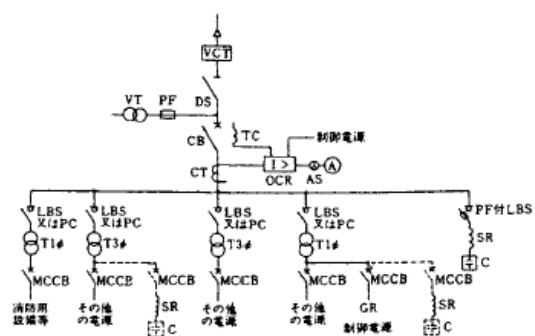 VCT
VT PF
DS
CB TC 制御電源
CT I> A
OCR AS
LBS LBS LBS LBS PF付LBS
又はPC 又はPC 又はPC 又はPC
SR
T1φ T3φ T3φ T1φ
C
MCCB MCCB MCCB MCCB MCCB MCCB MCCB
消防用 その他 SR その他 その他 GR SR
設備等 の電源 の電源 の電源 制御電源
C C